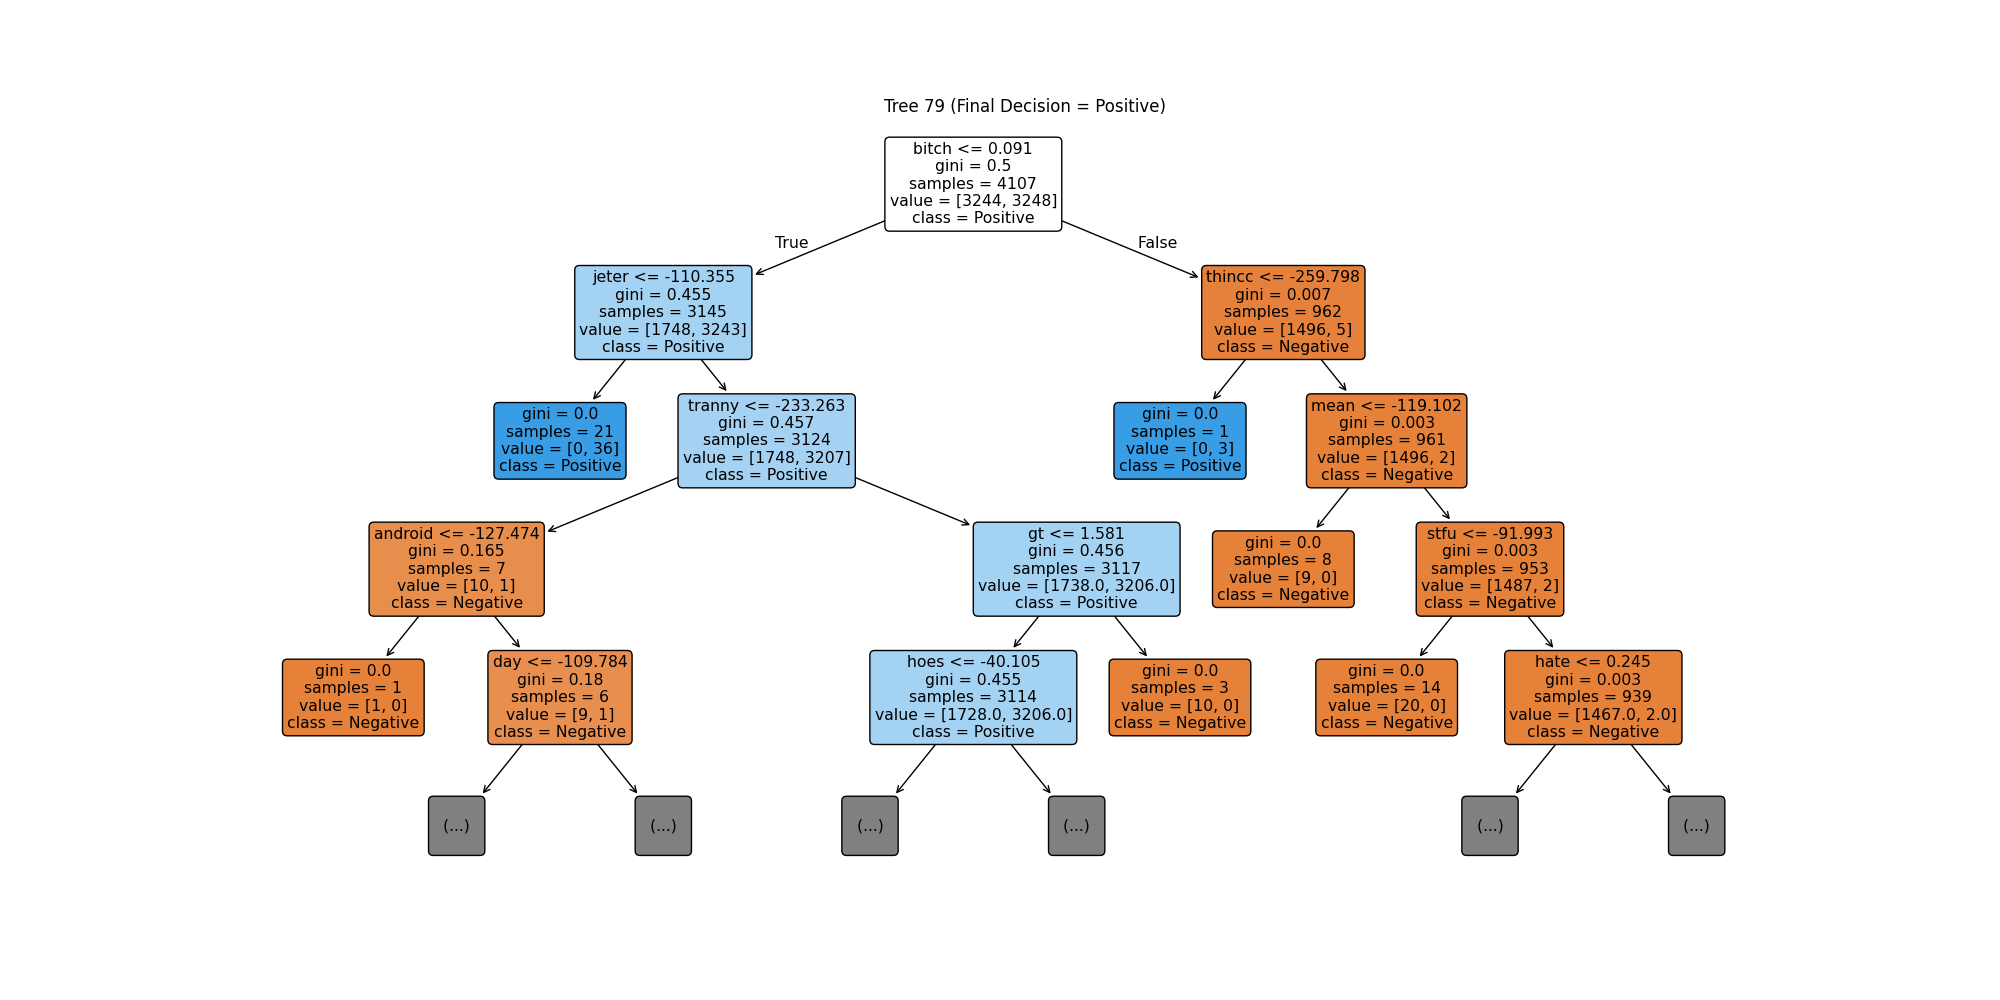 Tree 79 (Final Decision = Positive)
bitch <= 0.091
gini = 0.5
samples = 4107
value = [3244, 3248]
class = Positive
True
False
jeter <= -110.355
gini = 0.455
samples = 3145
value = [1748, 3243]
class = Positive
thincc <= -259.798
gini = 0.007
samples = 962
value = [1496, 5]
class = Negative
gini = 0.0
samples = 21
value = [0, 36]
class = Positive
tranny <= -233.263
gini = 0.457
samples = 3124
value = [1748, 3207]
class = Positive
gini = 0.0
samples = 1
value = [0, 3]
class = Positive
mean <= -119.102
gini = 0.003
samples = 961
value = [1496, 2]
class = Negative
android <= -127.474
gini = 0.165
samples = 7
value = [10, 1]
class = Negative
gt <= 1.581
gini = 0.456
samples = 3117
value = [1738.0, 3206.0]
class = Positive
gini = 0.0
samples = 8
value = [9, 0]
class = Negative
stfu <= -91.993
gini = 0.003
samples = 953
value = [1487, 2]
class = Negative
gini = 0.0
samples = 1
value = [1, 0]
class = Negative
day <= -109.784
gini = 0.18
samples = 6
value = [9, 1]
class = Negative
hoes <= -40.105
gini = 0.455
samples = 3114
value = [1728.0, 3206.0]
class = Positive
gini = 0.0
samples = 3
value = [10, 0]
class = Negative
gini = 0.0
samples = 14
value = [20, 0]
class = Negative
hate <= 0.245
gini = 0.003
samples = 939
value = [1467.0, 2.0]
class = Negative
(...)
(...)
(...)
(...)
(...)
(...)